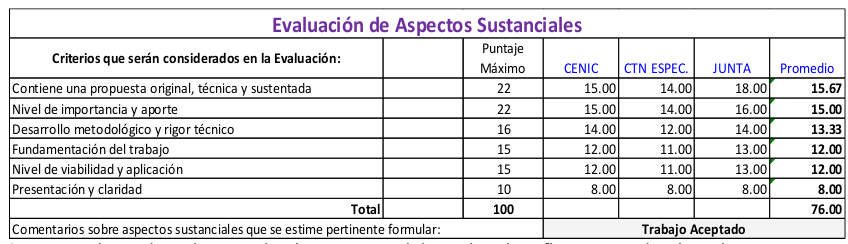 Evaluación de Aspectos Sustanciales
Criterios que serán considerados en la Evaluación: Puntaje Máximo CENIC CTN ESPEC. JUNTA Promedio
Contiene una propuesta original, técnica y sustentada 22 15.00 14.00 18.00 15.67
Nivel de importancia y aporte 22 15.00 14.00 16.00 15.00
Desarrollo metodológico y rigor técnico 16 14.00 12.00 14.00 13.33
Fundamentación del trabajo 15 12.00 11.00 13.00 12.00
Nivel de viabilidad y aplicación 15 12.00 11.00 13.00 12.00
Presentación y claridad 10 8.00 8.00 8.00 8.00
Total 100 76.00
Comentarios sobre aspectos sustanciales que se estime pertinente formular: Trabajo Aceptado